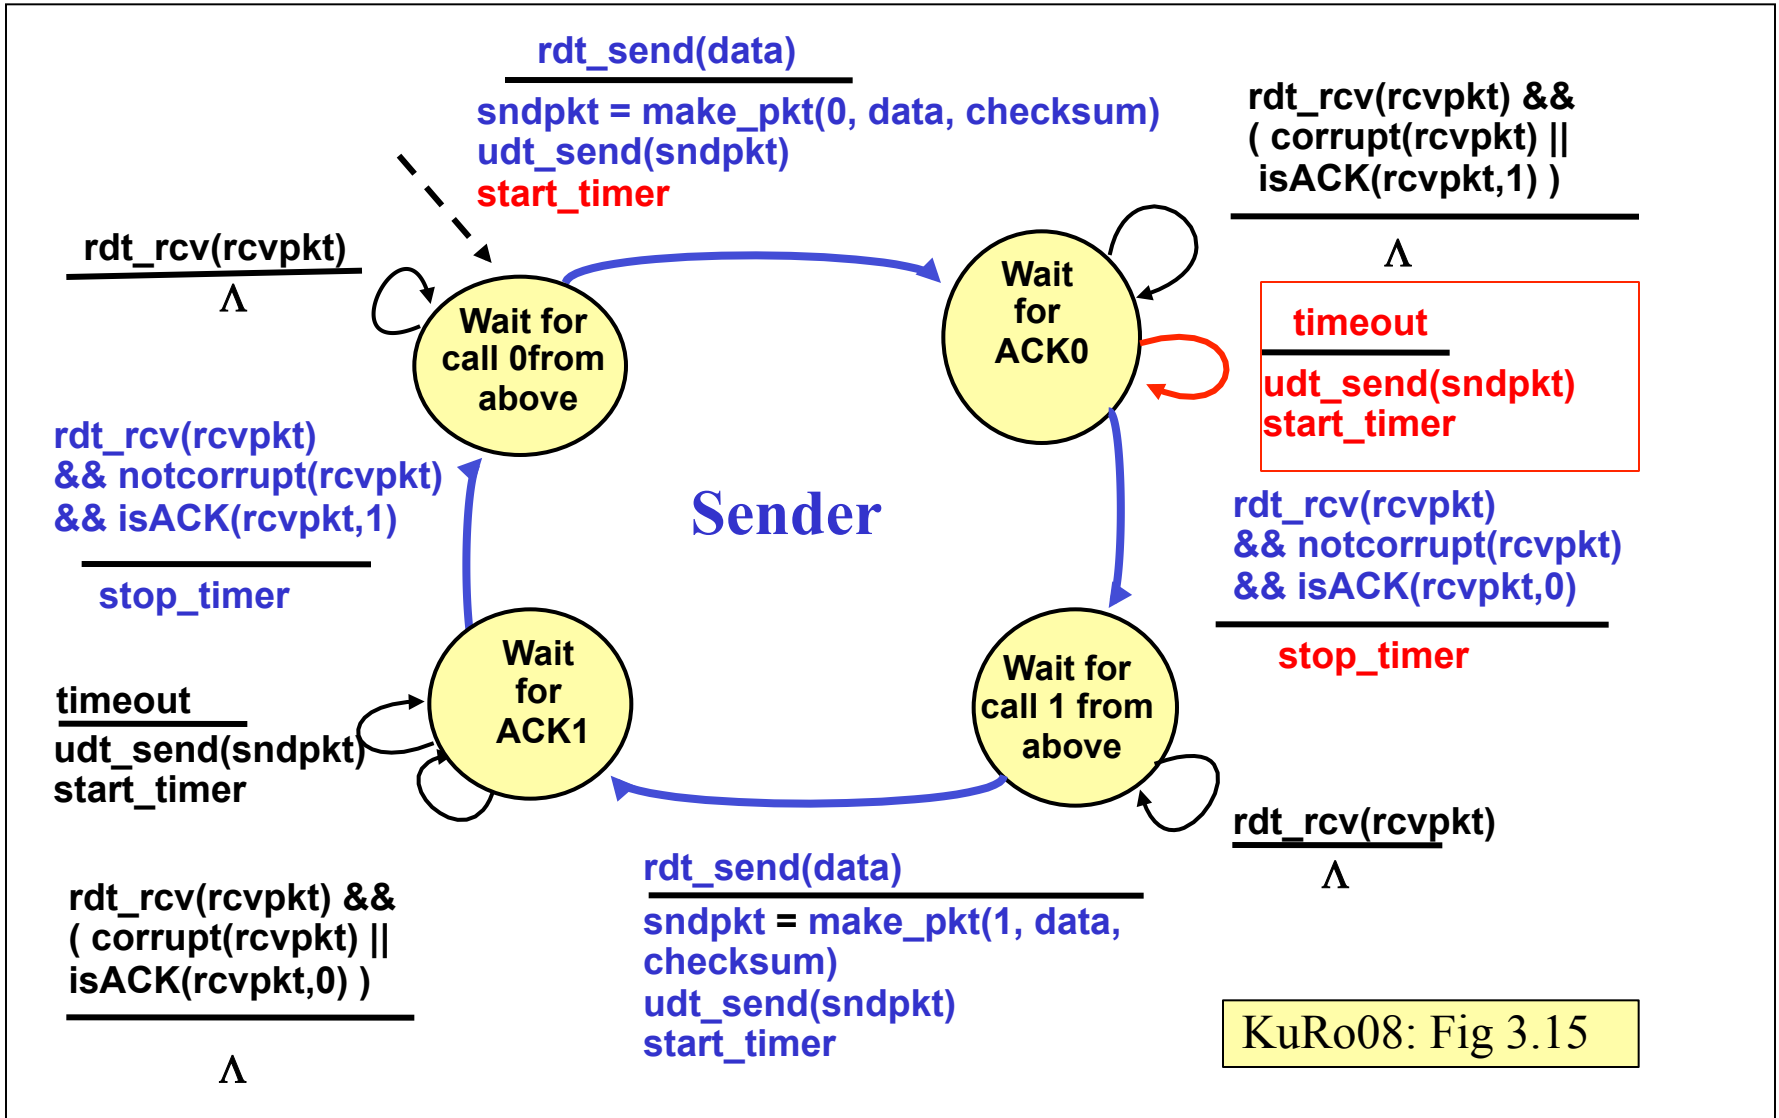 rdt_send(data)
sndpkt = make_pkt(0, data, checksum)
udt_send(sndpkt)
start_timer
rdt_rcv(rcvpkt) &&
( corrupt(rcvpkt) ||
isACK(rcvpkt,1) )
Λ
rdt_rcv(rcvpkt)
Λ
Wait for
call 0from
above
Wait
for
ACK0
timeout
udt_send(sndpkt)
start_timer
rdt_rcv(rcvpkt)
&& notcorrupt(rcvpkt)
&& isACK(rcvpkt,1)
stop_timer
Sender
rdt_rcv(rcvpkt)
&& notcorrupt(rcvpkt)
&& isACK(rcvpkt,0)
stop_timer
Wait
for
ACK1
Wait for
call 1 from
above
timeout
udt_send(sndpkt)
start_timer
rdt_rcv(rcvpkt)
Λ
rdt_rcv(rcvpkt) &&
( corrupt(rcvpkt) ||
isACK(rcvpkt,0) )
Λ
rdt_send(data)
sndpkt = make_pkt(1, data,
checksum)
udt_send(sndpkt)
start_timer
KuRo08: Fig 3.15